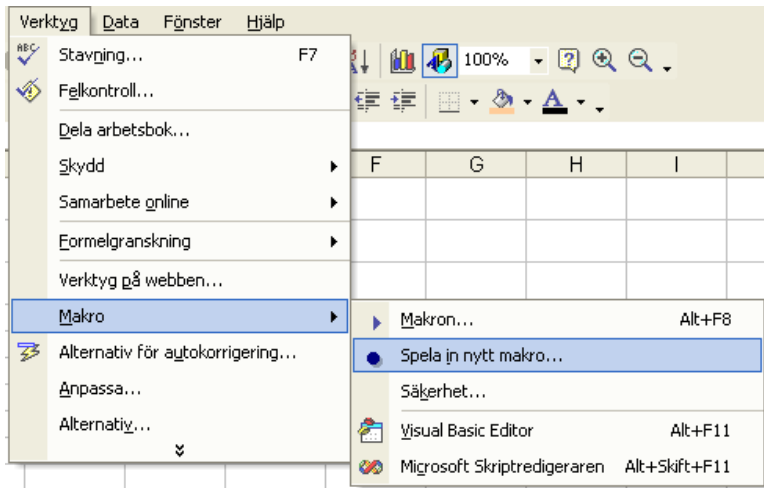 Verktyg Data Fönster Hjälp
ABC Stavning... F7
100%
Felkontroll...
Dela arbetsbok...
Skydd
F G H I
Samarbete online
Formelgranskning
Verktyg på webben...
Makro
Makron... Alt+F8
Alternativ för autokorrigering...
Spela in nytt makro...
Anpassa...
Säkerhet...
Alternativ...
Visual Basic Editor Alt+F11
Microsoft Skriptredigeraren Alt+Skift+F11